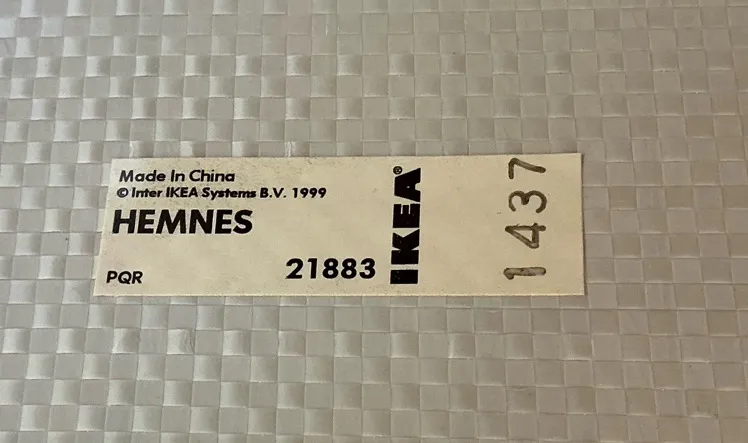 Made In China
© Inter IKEA Systems B.V. 1999
HEMNES
PQR
21883
IKEA®
1437